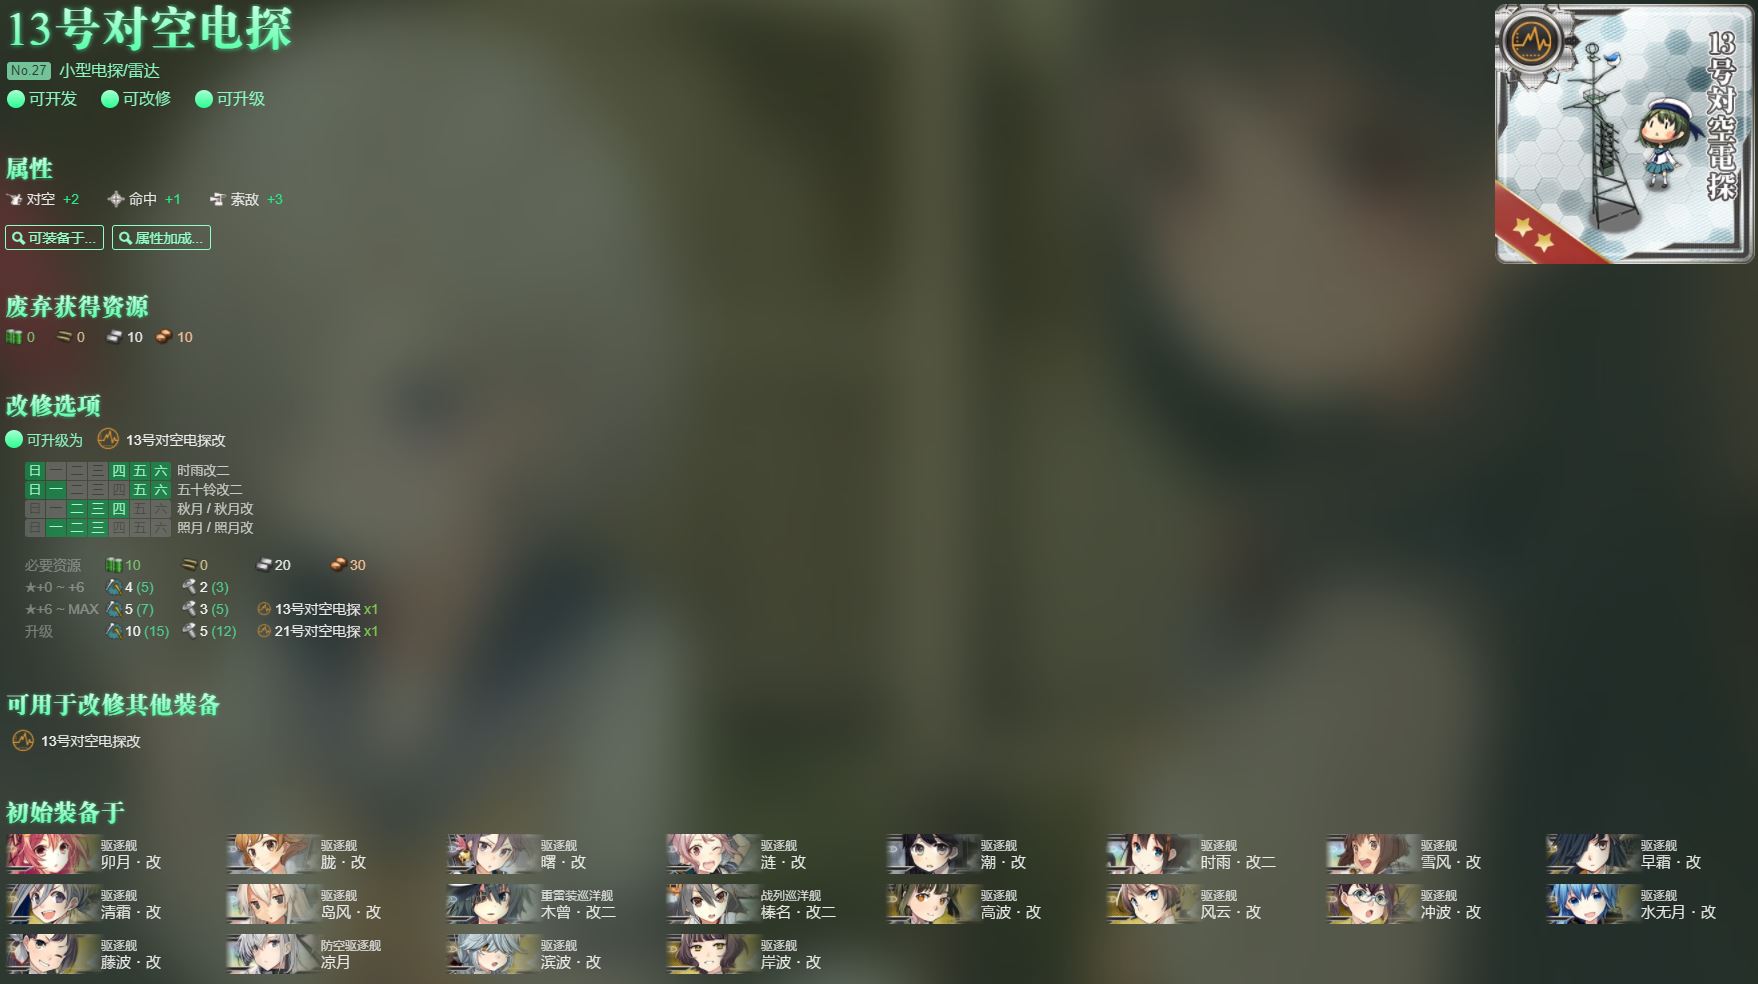 13号对空电探
No.27 小型电探/雷达
可开发 可改修 可升级
13号対空電探
属性
对空 +2 命中 +1 索敌 +3
可装备于... 属性加成...
废弃获得资源
0 0 10 10
改修选项
可升级为 13号对空电探改
日 一 二 三 四 五 六 时雨改二
日 一 二 三 四 五 六 五十铃改二
日 一 二 三 四 五 六 秋月 / 秋月改
日 一 二 三 四 五 六 照月 / 照月改
必要资源 10 0 20 30
★+0 ~ +6 4 (5) 2 (3)
★+6 ~ MAX 5 (7) 3 (5) 13号对空电探 x1
升级 10 (15) 5 (12) 21号对空电探 x1
可用于改修其他装备
13号对空电探改
初始装备于
驱逐舰 驱逐舰 驱逐舰 驱逐舰 驱逐舰 驱逐舰 驱逐舰 驱逐舰
卯月・改 胧・改 曙・改 涟・改 潮・改 时雨・改二 雪风・改 早霜・改
驱逐舰 驱逐舰 重雷装巡洋舰 战列巡洋舰 驱逐舰 驱逐舰 驱逐舰 驱逐舰
清霜・改 岛风・改 木曾・改二 榛名・改二 高波・改 风云・改 冲波・改 水无月・改
驱逐舰 防空驱逐舰 驱逐舰 驱逐舰
藤波・改 凉月 滨波・改 岸波・改